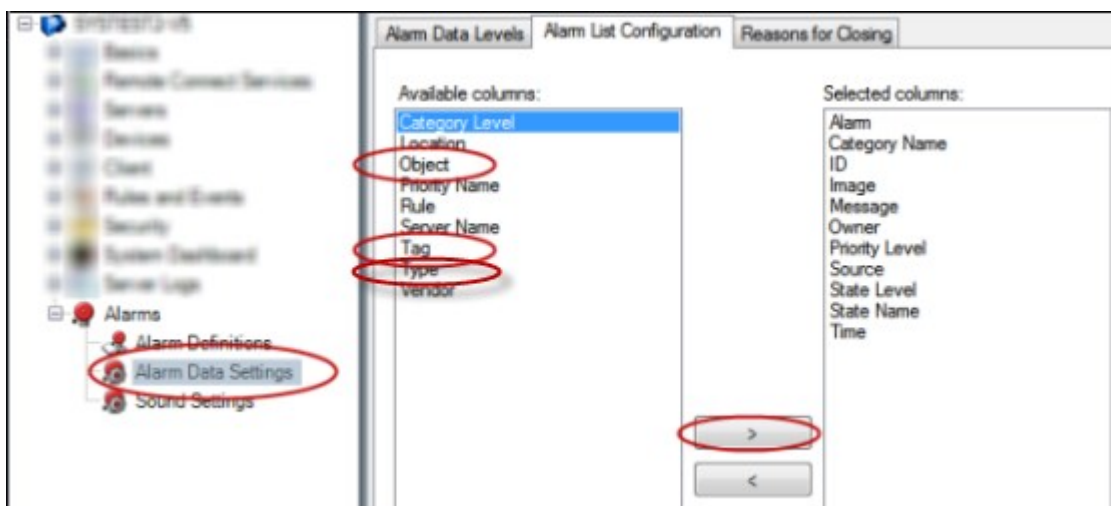 Alarms
Alarm Definitions
Alarm Data Settings
Sound Settings
Alarm Data Levels
Alarm List Configuration
Reasons for Closing
Available columns:
Category Level
Location
Object
Priority Name
Rule
Server Name
Tag
Type
Vendor
>
<
Selected columns:
Alarm
Category Name
ID
Image
Message
Owner
Priority Level
Source
State Level
State Name
Time